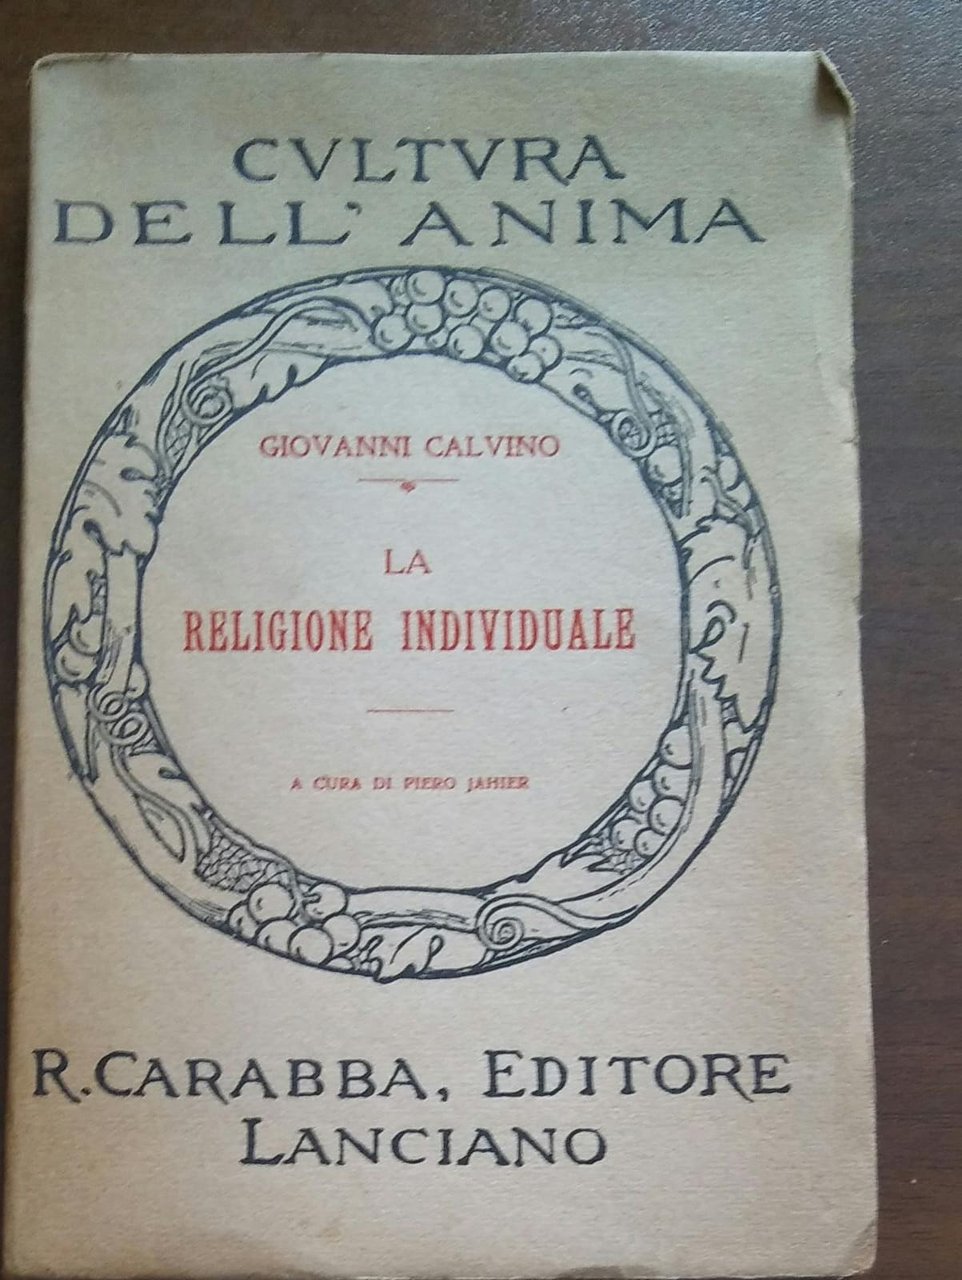 CVLTVRA
DELL' ANIMA
GIOVANNI CALVINO
LA
RELIGIONE INDIVIDUALE
A CURA DI PIERO JAHIER
R. CARABBA, EDITORE
LANCIANO